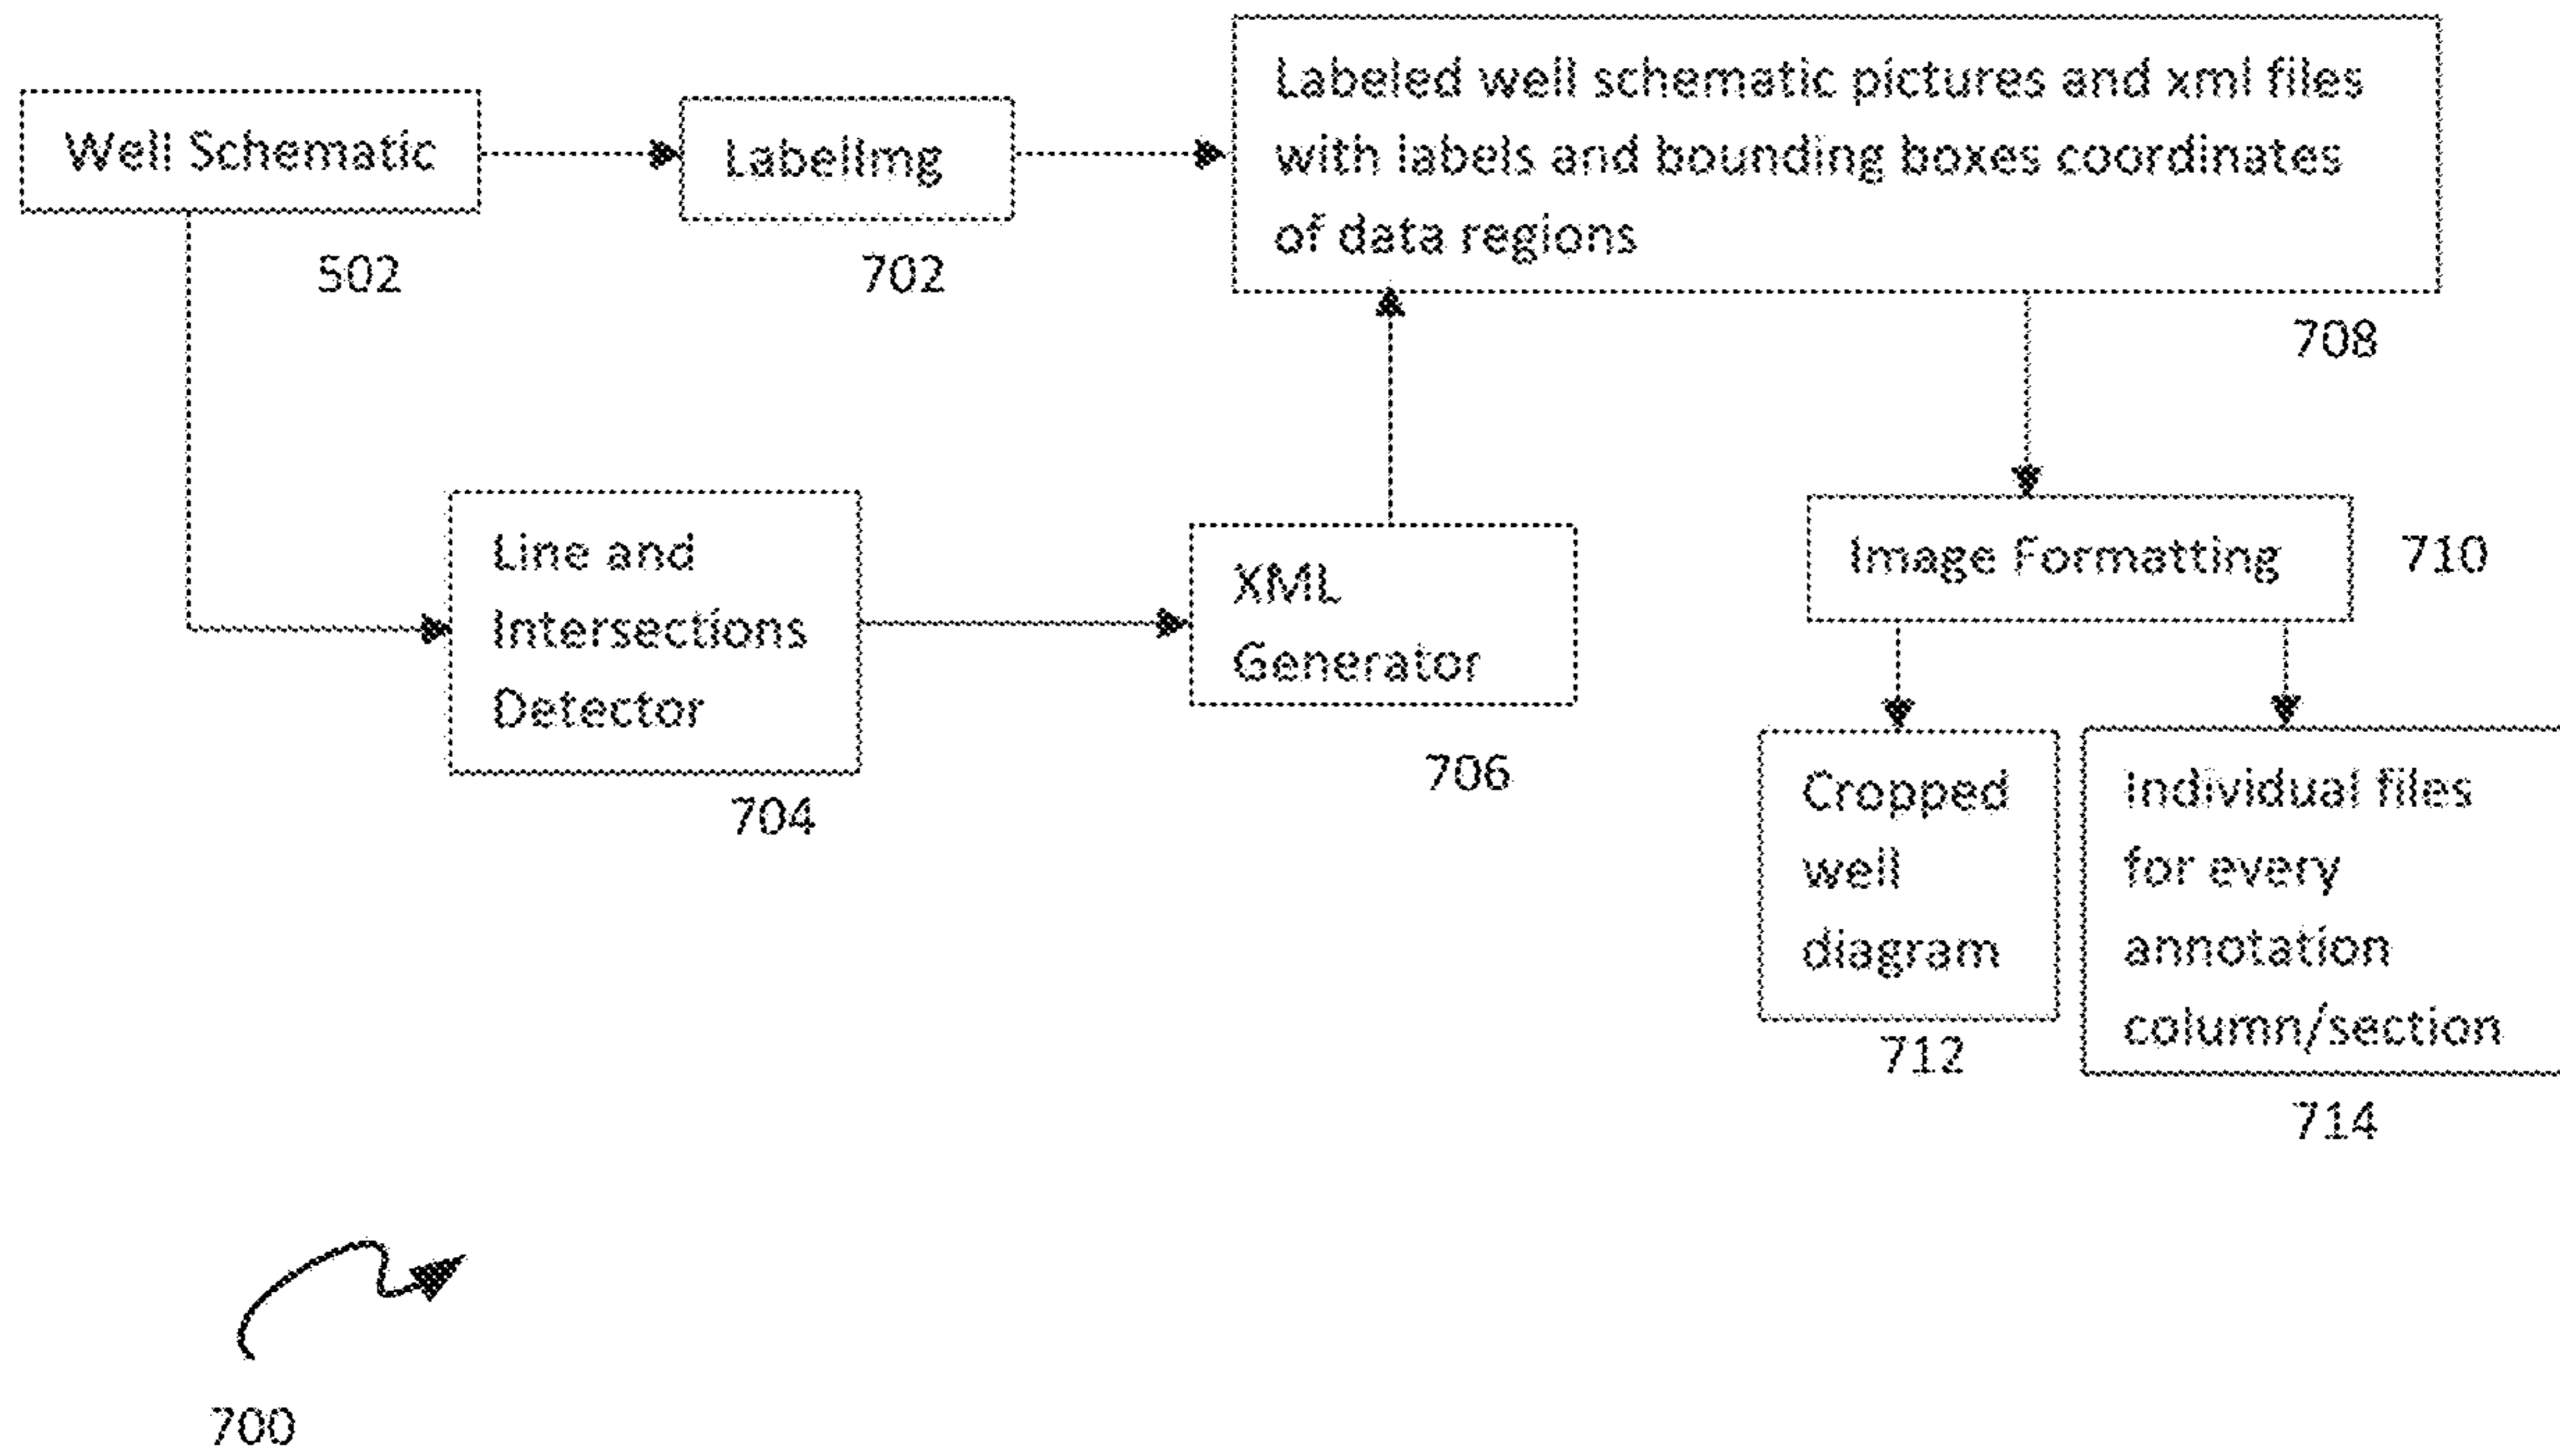 Well Schematic
502
LabelImg
702
Labeled well schematic pictures and xml files
with labels and bounding boxes coordinates
of data regions
708
Line and
Intersections
Detector
704
XML
Generator
706
Image Formatting
710
Cropped
well
diagram
712
Individual files
for every
annotation
column/section
714
700